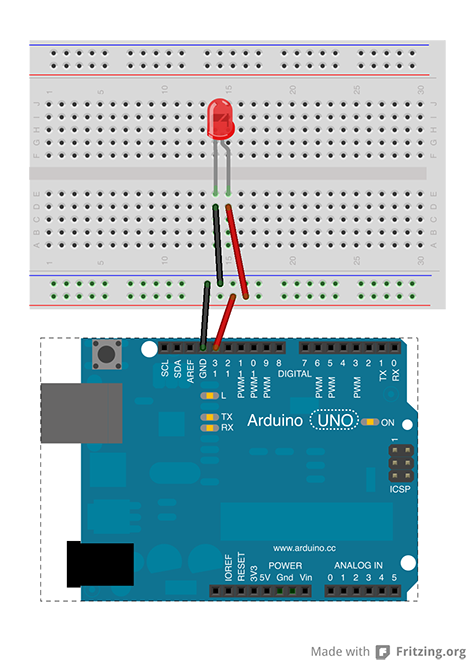 1 5 10 15 20 25 30
J
I
H
G
F
E
D
C
B
A
1 5 10 15 20 25 30
SCL
SDA
AREF
GND
13
12
PWM 11
PWM 10
PWM 9
8
DIGITAL
7
PWM 6
PWM 5
4
PWM 3
2
TX 1
RX 0
L
TX
RX
Arduino UNO
ON
1
ICSP
www.arduino.cc
IOREF
RESET
3V3
5V
POWER
Gnd
Vin
ANALOG IN
0 1 2 3 4 5
Made with Fritzing.org